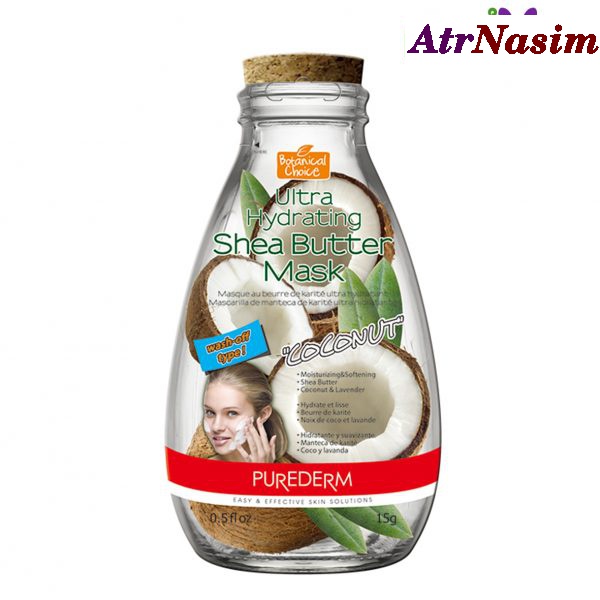 AtrNasim
Botanical
Choice
Ultra
Hydrating
Shea Butter
Mask
Masque au beurre de karité ultra hydratant
Mascarilla de manteca de karité ultra hidratante
wash-off
type!
"COCONUT"
• Moisturizing&Softening
• Shea Butter
• Coconut & Lavender
• Hydrate et lisse
• Beurre de karité
• Noix de coco et lavande
• Hidratante y suavizante
• Manteca de karité
• Coco y lavanda
PUREDERM
EASY & EFFECTIVE SKIN SOLUTIONS
0.5 fl oz
15g